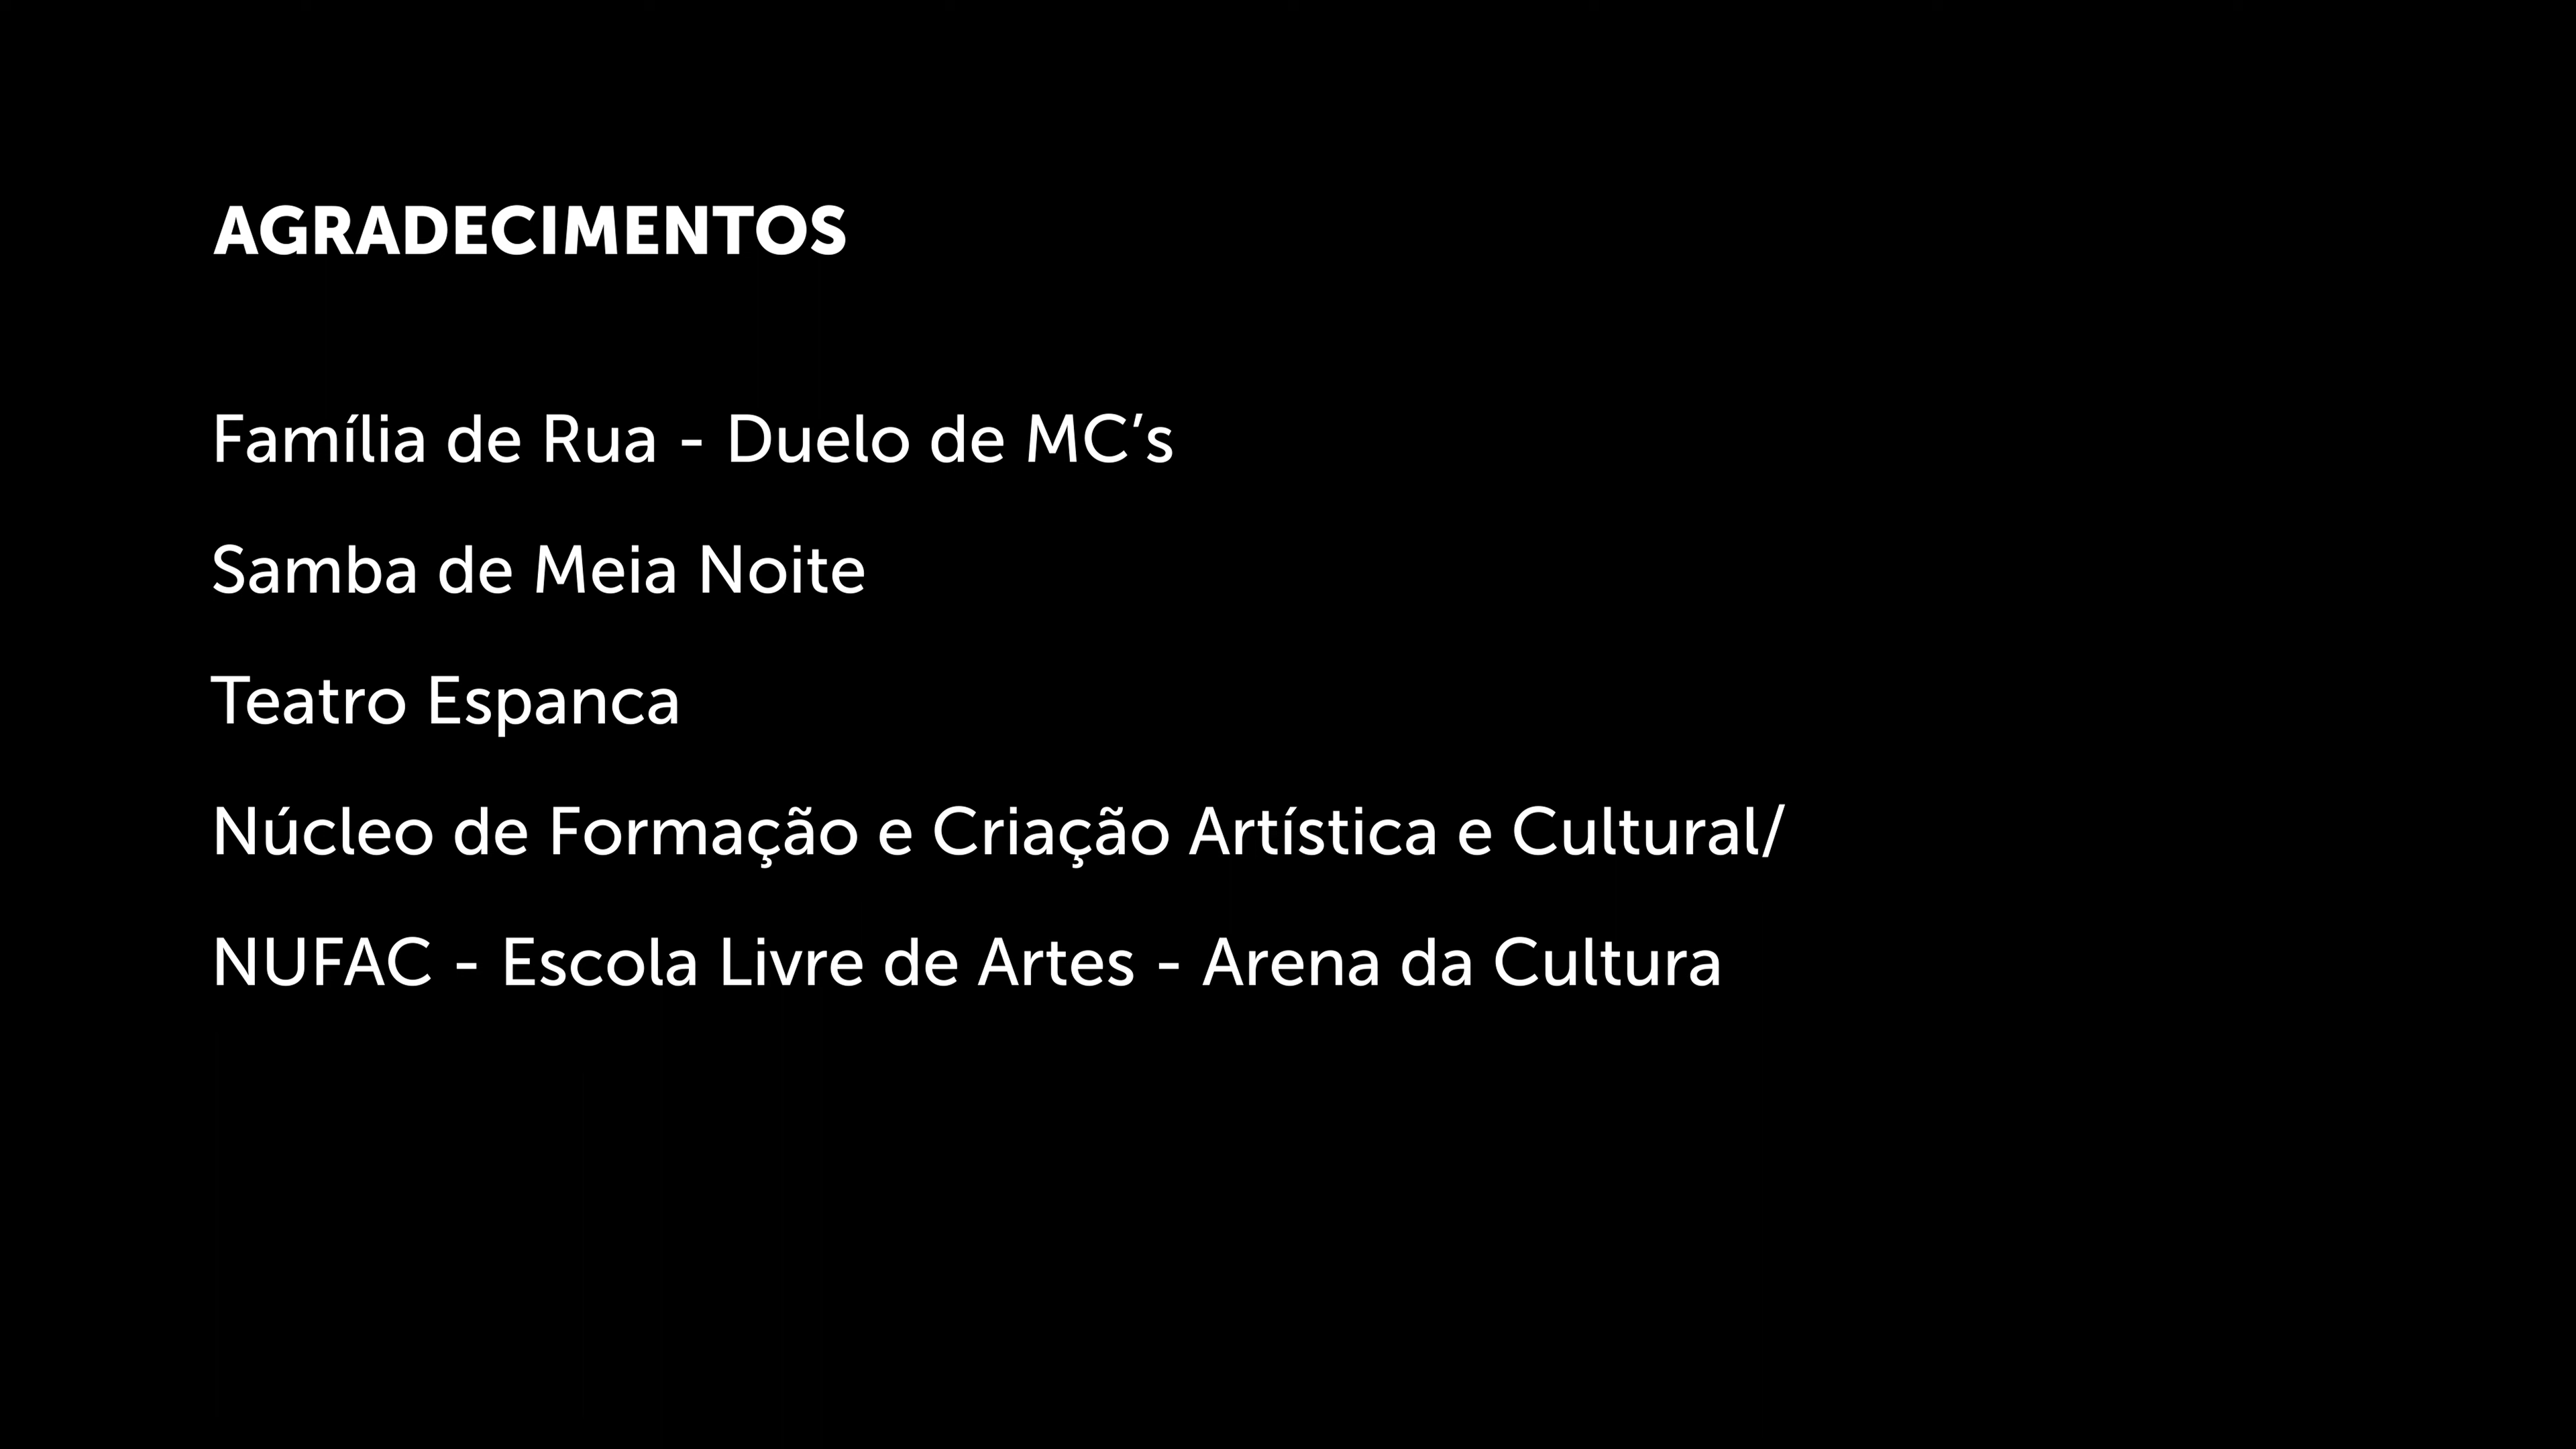 AGRADECIMENTOS
Família de Rua - Duelo de MC’s
Samba de Meia Noite
Teatro Espanca
Núcleo de Formação e Criação Artística e Cultural/
NUFAC - Escola Livre de Artes - Arena da Cultura